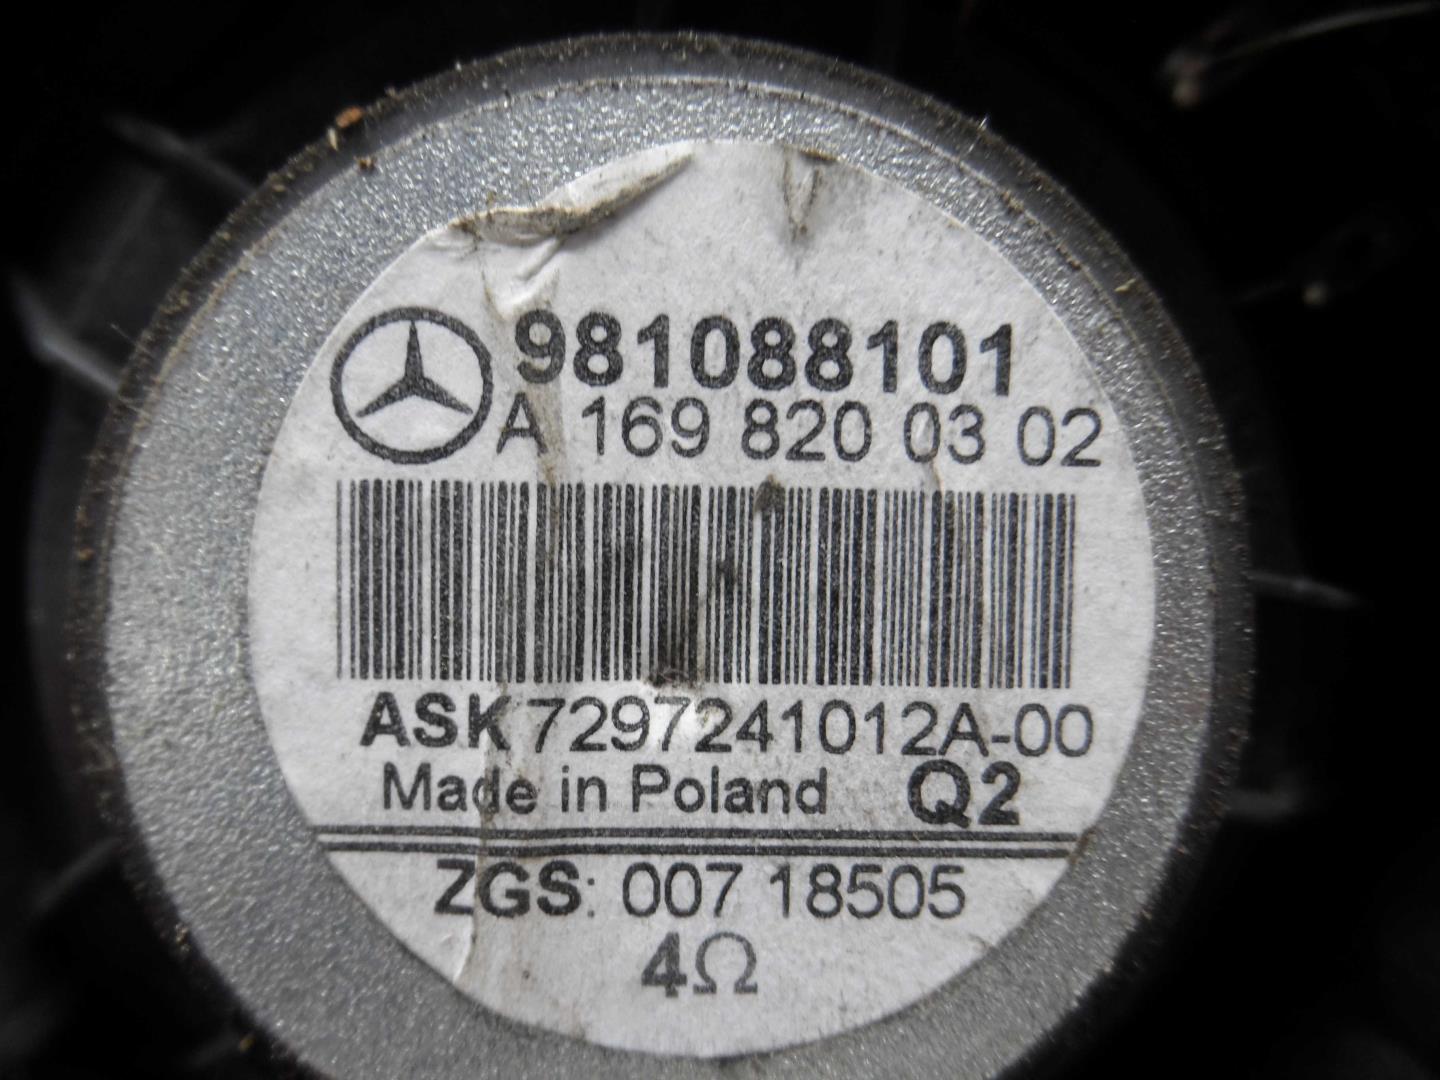 981088101
A 169 820 03 02
ASK7297241012A-00
Made in Poland Q2
ZGS: 007 18505
4Ω